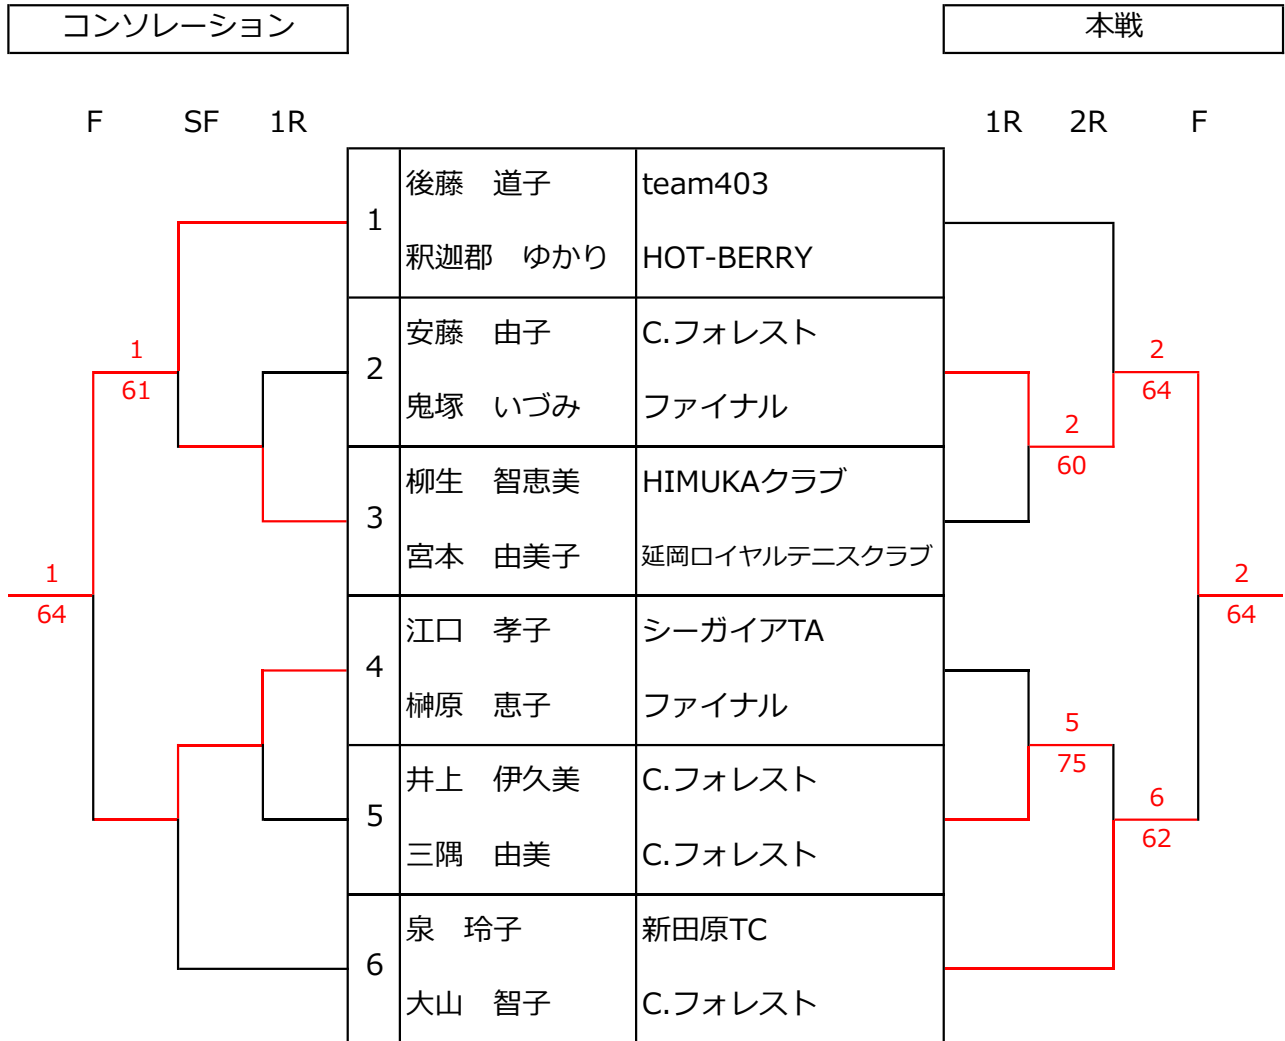 コンソレーション 本戦
F SF 1R 1R 2R F
後藤　道子 team403
1
釈迦郡　ゆかり HOT-BERRY
安藤　由子 C.フォレスト
1 2 2
61 64
鬼塚　いづみ ファイナル
2
60
柳生　智恵美 HIMUKAクラブ
3
宮本　由美子 延岡ロイヤルテニスクラブ
1 2
64 64
江口　孝子 シーガイアTA
4
榊原　恵子 ファイナル
5
75
井上　伊久美 C.フォレスト
5 6
62
三隅　由美 C.フォレスト
泉　玲子 新田原TC
6
大山　智子 C.フォレスト